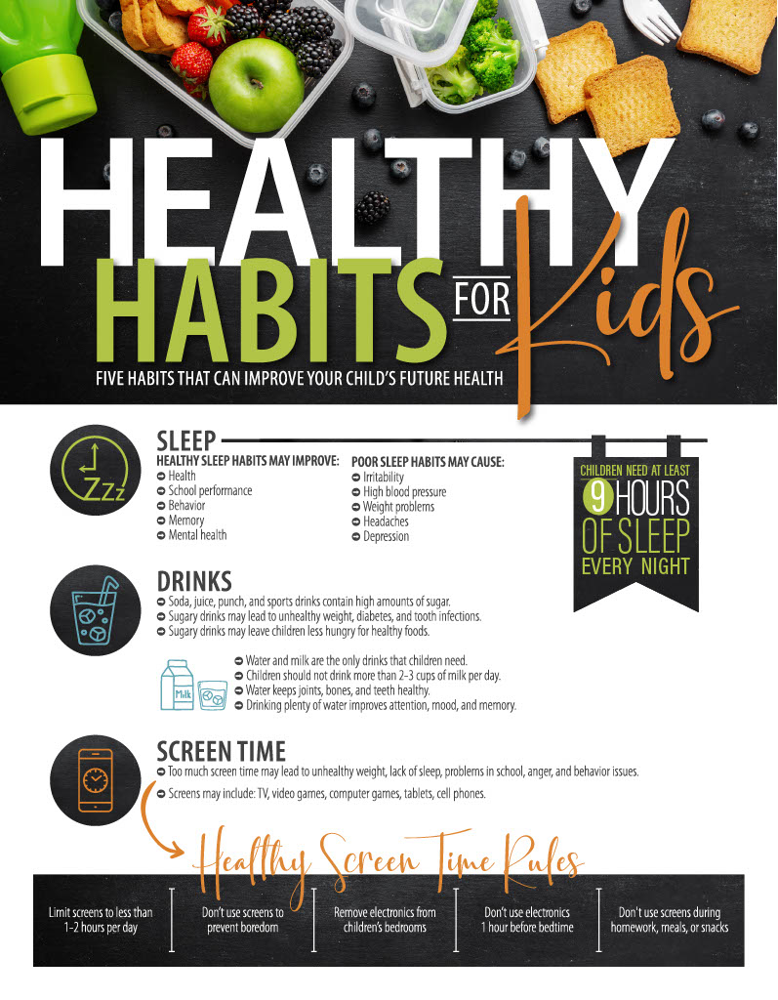 HEALTHY
HABITS FOR Kids
FIVE HABITS THAT CAN IMPROVE YOUR CHILD'S FUTURE HEALTH
ZZZ
SLEEP
HEALTHY SLEEP HABITS MAY IMPROVE:
Health
School performance
Behavior
Memory
Mental health
POOR SLEEP HABITS MAY CAUSE:
Irritability
High blood pressure
Weight problems
Headaches
Depression
CHILDREN NEED AT LEAST
9 HOURS
OF SLEEP
EVERY NIGHT
DRINKS
Soda, juice, punch, and sports drinks contain high amounts of sugar.
Sugary drinks may lead to unhealthy weight, diabetes, and tooth infections.
Sugary drinks may leave children less hungry for healthy foods.
Milk
Water and milk are the only drinks that children need.
Children should not drink more than 2-3 cups of milk per day.
Water keeps joints, bones, and teeth healthy.
Drinking plenty of water improves attention, mood, and memory.
SCREEN TIME
Too much screen time may lead to unhealthy weight, lack of sleep, problems in school, anger, and behavior issues.
Screens may include: TV, video games, computer games, tablets, cell phones.
Healthy Screen Time Rules
Limit screens to less than
1-2 hours per day
Don't use screens to
prevent boredom
Remove electronics from
children's bedrooms
Don't use electronics
1 hour before bedtime
Don't use screens during
homework, meals, or snacks